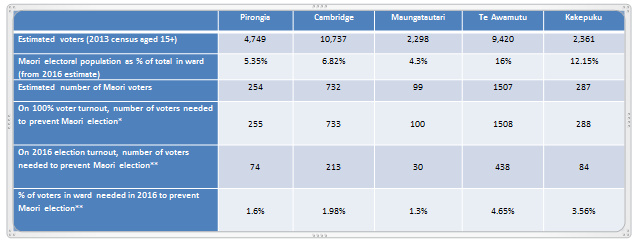 Pirongia Cambridge Maungatautari Te Awamutu Kakepuku
Estimated voters (2013 census aged 15+) 4,749 10,737 2,298 9,420 2,361
Maori electoral population as % of total in ward 5.35% 6.82% 4.3% 16% 12.15%
(from 2016 estimate)
Estimated number of Maori voters 254 732 99 1507 287
On 100% voter turnout, number of voters needed
to prevent Maori election* 255 733 100 1508 288
On 2016 election turnout, number of voters
needed to prevent Maori election** 74 213 30 438 84
% of voters in ward needed in 2016 to prevent
Maori election** 1.6% 1.98% 1.3% 4.65% 3.56%